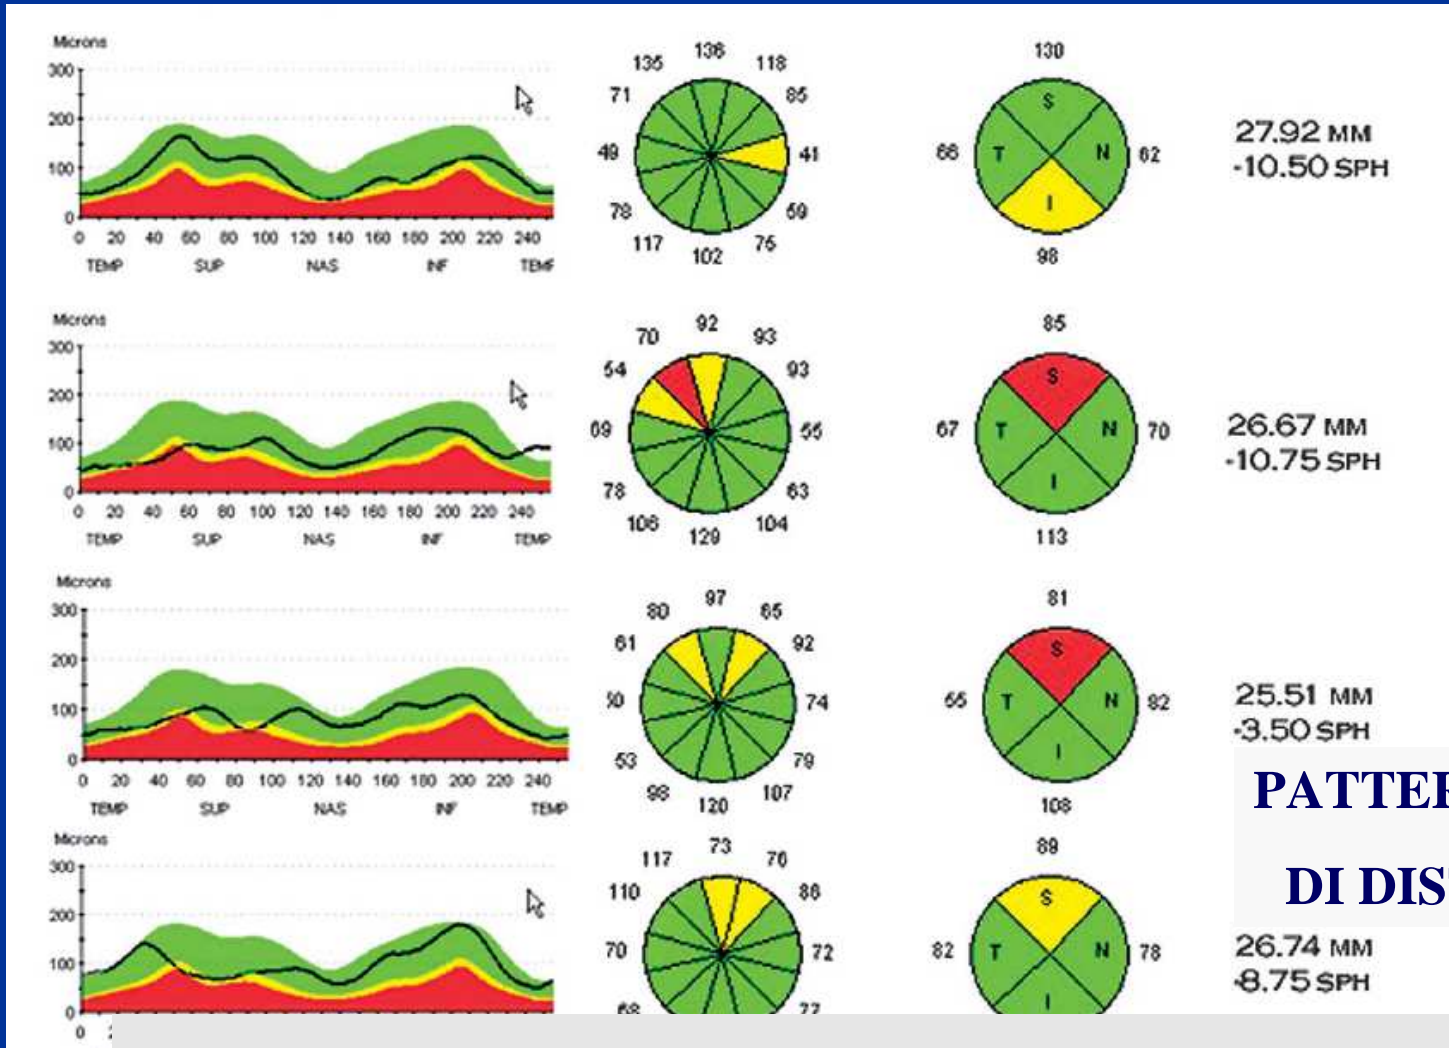 Microns
300
200
100
0
0 20 40 60 80 100 120 140 160 180 200 220 240
TEMP SUP NAS INF TEMP
136
135 118
71 85
49 41
78 59
117 75
102
130
S
66 T N 62
I
98
27.92 MM
-10.50 SPH
Microns
300
200
100
0
0 20 40 60 80 100 120 140 160 180 200 220 240
TEMP SUP NAS INF TEMP
92
70 93
54 93
69 55
78 63
106 104
129
85
S
67 T N 70
I
113
26.67 MM
-10.75 SPH
Microns
300
200
100
0
0 20 40 60 80 100 120 140 160 180 200 220 240
TEMP SUP NAS INF TEMP
97
80 65
61 92
74
53 79
98 107
120
81
S
T N 82
I
108
25.51 MM
-3.50 SPH
PATTER
DI DIS
Microns
300
200
100
0
0
73
117 76
110 86
70 72
89
S
82 T N 78
I
26.74 MM
-8.75 SPH